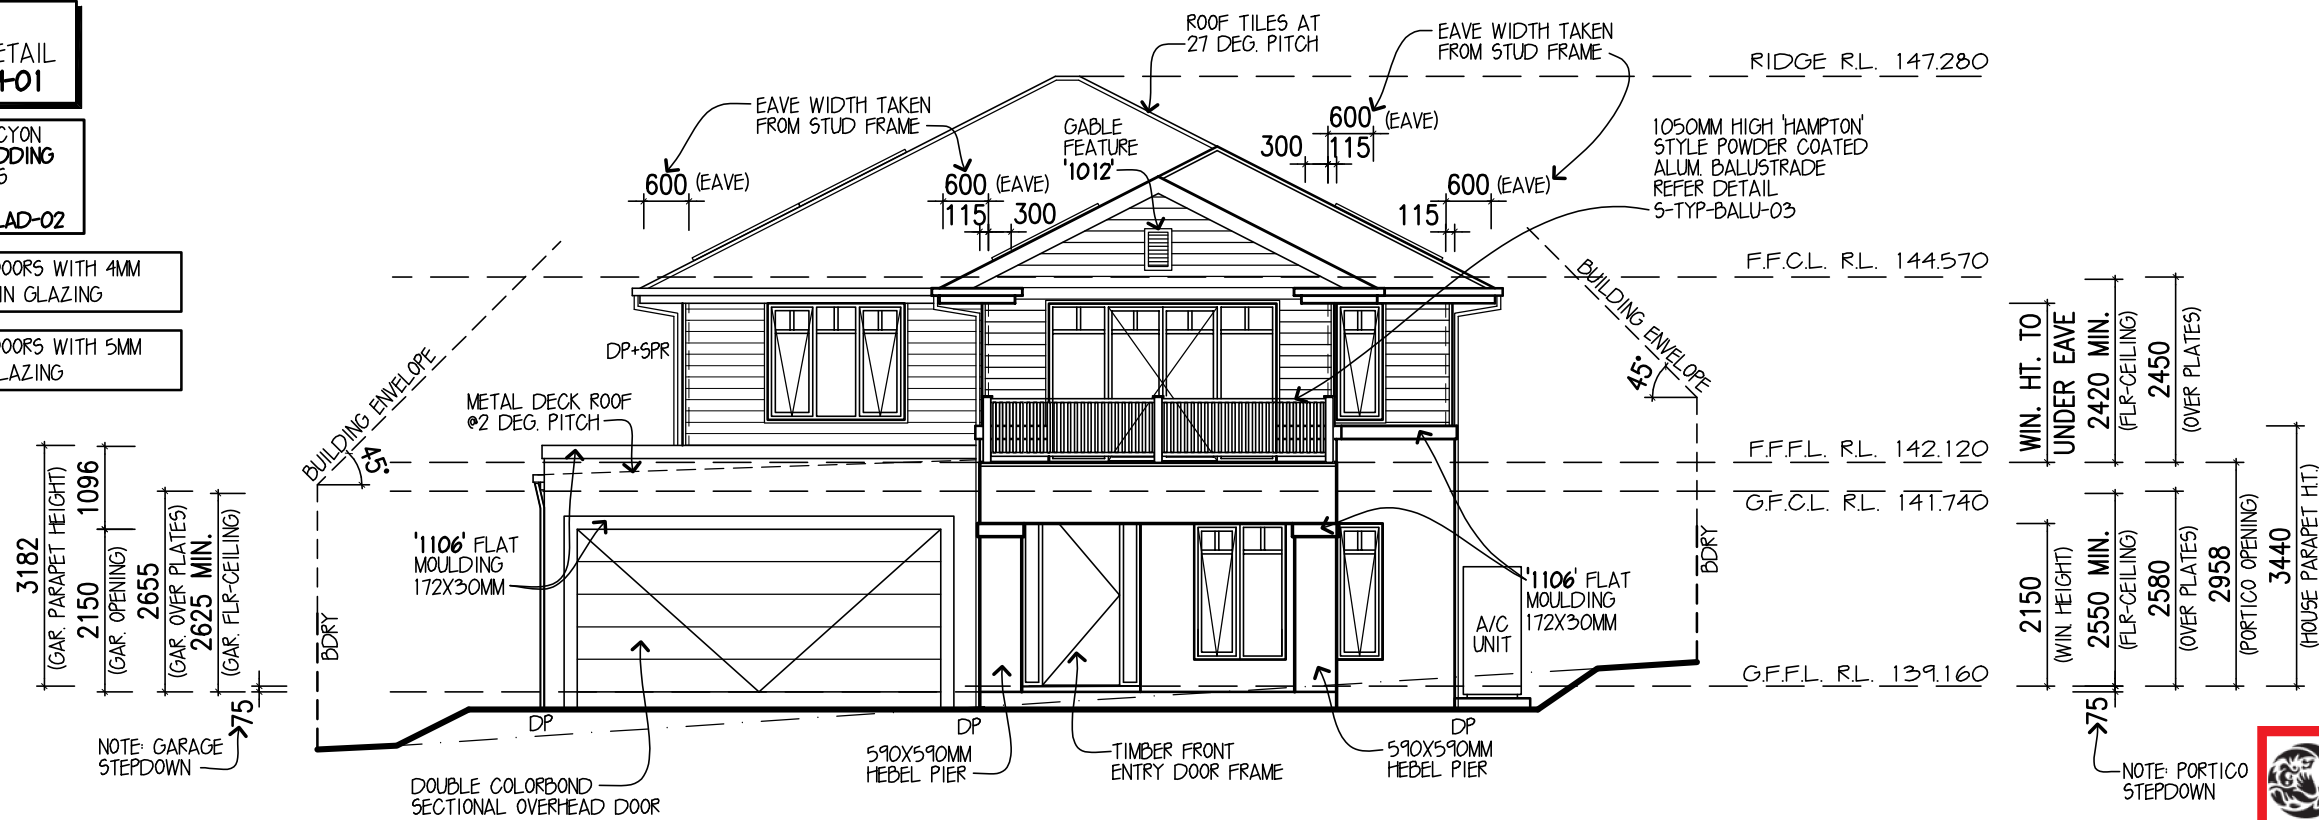 ETAIL
1-01
CYON
DDING
LAD-02
DOORS WITH 4MM
IN GLAZING
DOORS WITH 5MM
LAZING
ROOF TILES AT
27 DEG. PITCH
EAVE WIDTH TAKEN
FROM STUD FRAME
RIDGE R.L. 147.280
EAVE WIDTH TAKEN
FROM STUD FRAME
GABLE
FEATURE
'1012'
600 (EAVE)
300 115
1050MM HIGH 'HAMPTON'
STYLE POWDER COATED
ALUM. BALUSTRADE
REFER DETAIL
S-TYP-BALU-03
600 (EAVE)
600 (EAVE)
115 300
600 (EAVE)
115
F.F.C.L. R.L. 144.570
BUILDING ENVELOPE
45°
BUILDING ENVELOPE
45°
DP+SPR
METAL DECK ROOF
@2 DEG. PITCH
F.F.F.L. R.L. 142.120
G.F.C.L. R.L. 141.740
G.F.F.L. R.L. 139.160
WIN. HT. TO
UNDER EAVE
2420 MIN.
(FLR-CEILING)
2450
(OVER PLATES)
3182
(GAR. PARAPET HEIGHT)
1096
2150
(GAR. OPENING)
2655
(GAR. OVER PLATES)
2625 MIN.
(GAR. FLR-CEILING)
75
BDRY
'1106' FLAT
MOULDING
172X30MM
'1106' FLAT
MOULDING
172X30MM
A/C
UNIT
BDRY
2150
(WIN. HEIGHT)
2550 MIN.
(FLR-CEILING)
2580
(OVER PLATES)
2958
(PORTICO OPENING)
3440
(HOUSE PARAPET H.T.)
75
NOTE: GARAGE
STEPDOWN
DP
DP
DP
DOUBLE COLORBOND
SECTIONAL OVERHEAD DOOR
590X590MM
HEBEL PIER
TIMBER FRONT
ENTRY DOOR FRAME
590X590MM
HEBEL PIER
NOTE: PORTICO
STEPDOWN